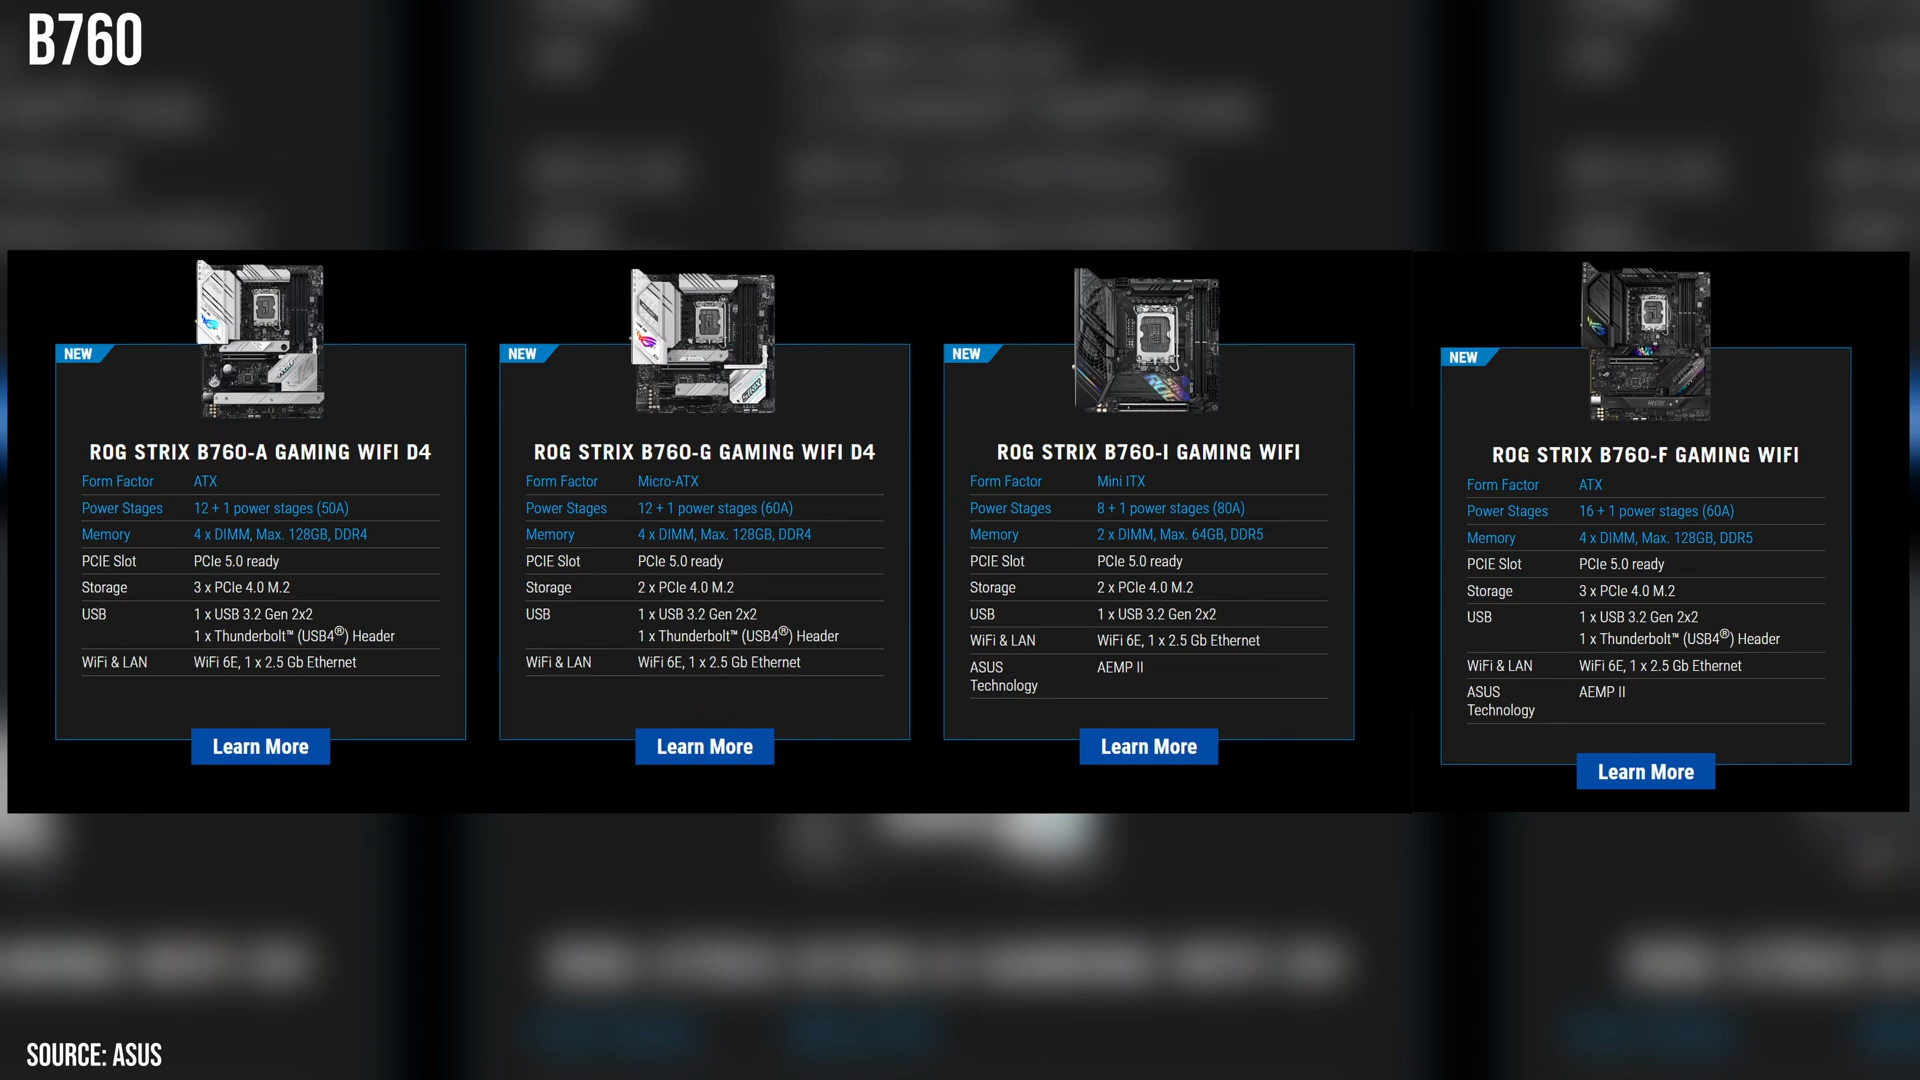 B760
NEW
ROG STRIX B760-A GAMING WIFI D4
Form Factor ATX
Power Stages 12 + 1 power stages (50A)
Memory 4 x DIMM, Max. 128GB, DDR4
PCIE Slot PCIe 5.0 ready
Storage 3 x PCIe 4.0 M.2
USB 1 x USB 3.2 Gen 2x2
1 x Thunderbolt™ (USB4®) Header
WiFi & LAN WiFi 6E, 1 x 2.5 Gb Ethernet
Learn More
NEW
ROG STRIX B760-G GAMING WIFI D4
Form Factor Micro-ATX
Power Stages 12 + 1 power stages (60A)
Memory 4 x DIMM, Max. 128GB, DDR4
PCIE Slot PCIe 5.0 ready
Storage 2 x PCIe 4.0 M.2
USB 1 x USB 3.2 Gen 2x2
1 x Thunderbolt™ (USB4®) Header
WiFi & LAN WiFi 6E, 1 x 2.5 Gb Ethernet
Learn More
NEW
ROG STRIX B760-I GAMING WIFI
Form Factor Mini ITX
Power Stages 8 + 1 power stages (80A)
Memory 2 x DIMM, Max. 64GB, DDR5
PCIE Slot PCIe 5.0 ready
Storage 2 x PCIe 4.0 M.2
USB 1 x USB 3.2 Gen 2x2
WiFi & LAN WiFi 6E, 1 x 2.5 Gb Ethernet
ASUS AEMP II
Technology
Learn More
NEW
ROG STRIX B760-F GAMING WIFI
Form Factor ATX
Power Stages 16 + 1 power stages (60A)
Memory 4 x DIMM, Max. 128GB, DDR5
PCIE Slot PCIe 5.0 ready
Storage 3 x PCIe 4.0 M.2
USB 1 x USB 3.2 Gen 2x2
1 x Thunderbolt™ (USB4®) Header
WiFi & LAN WiFi 6E, 1 x 2.5 Gb Ethernet
ASUS AEMP II
Technology
Learn More
SOURCE: ASUS